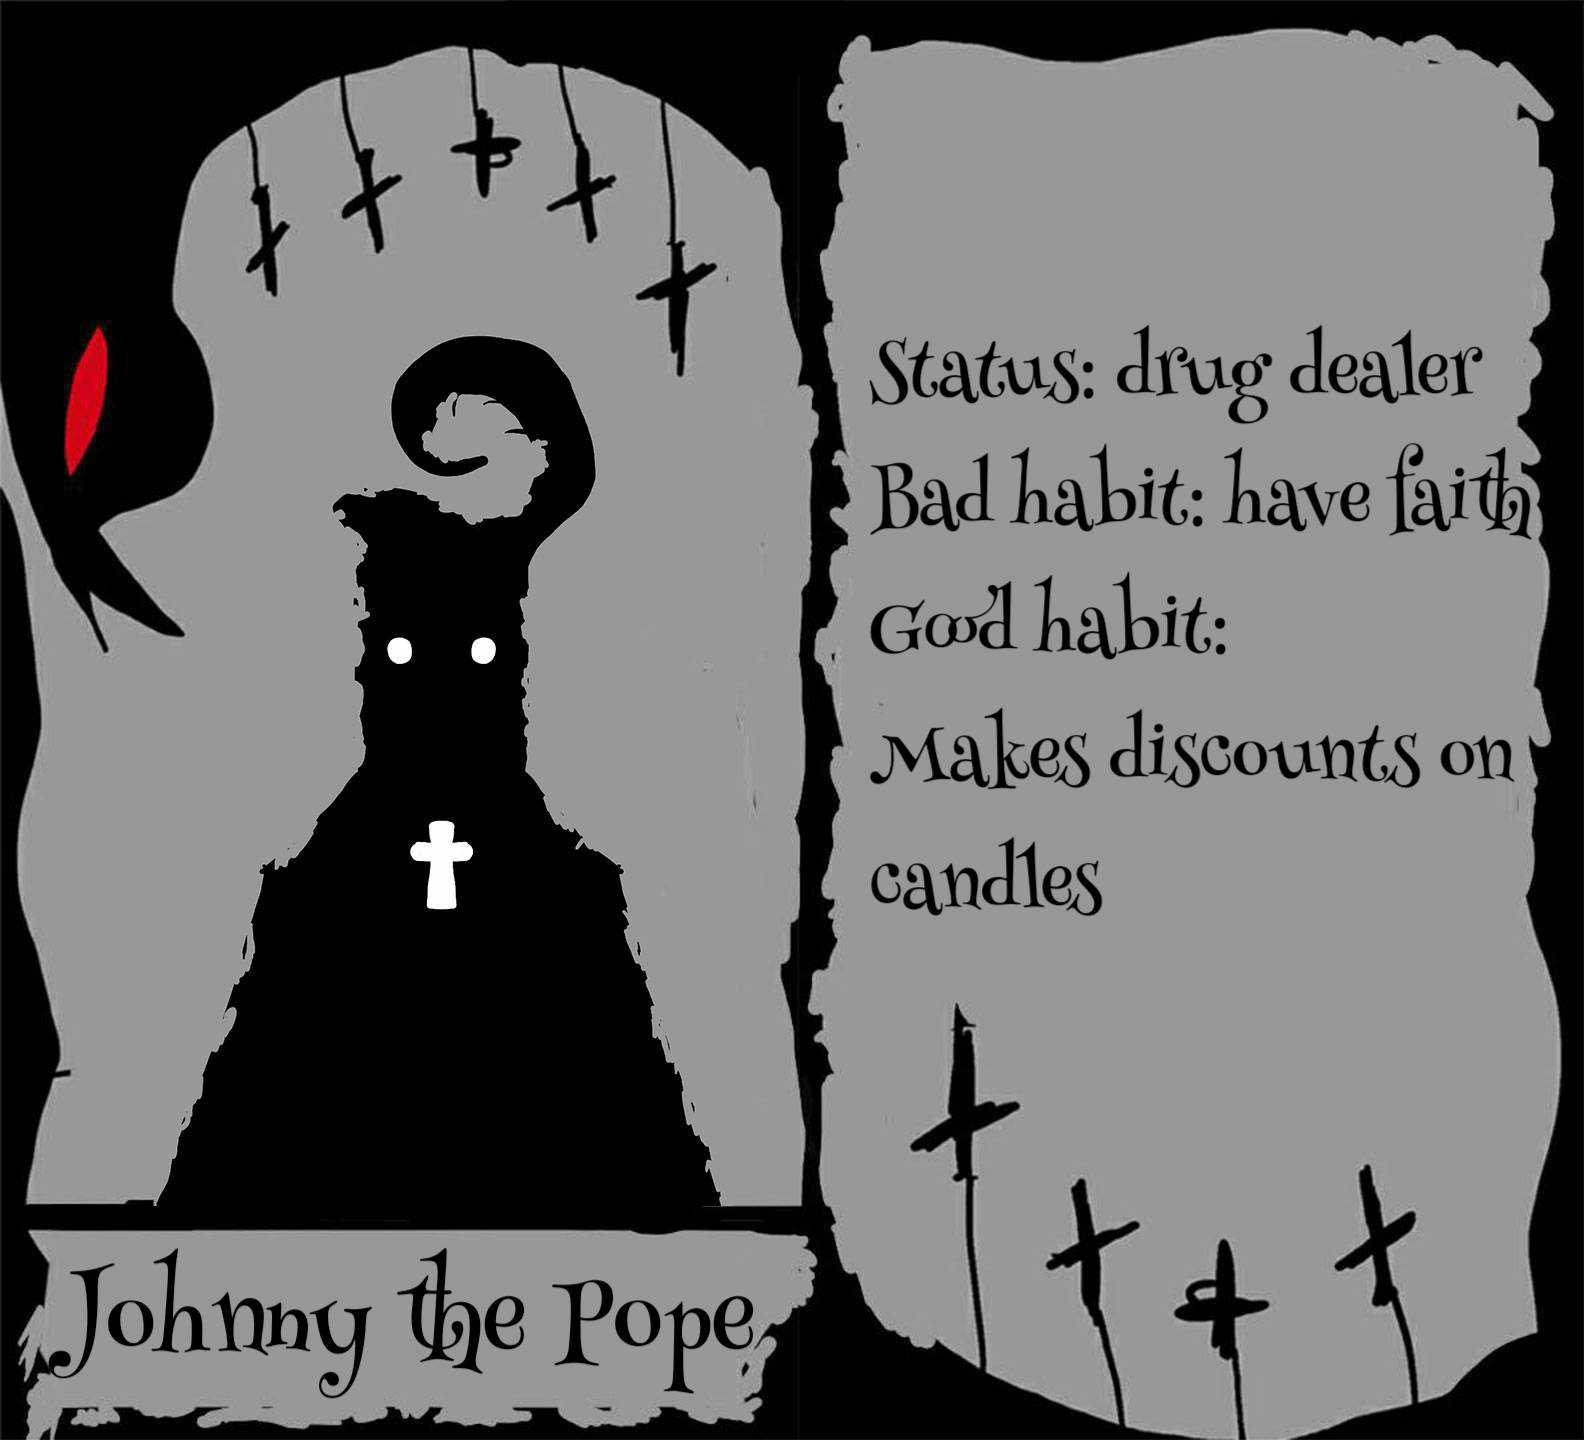 Status: drug dealer
Bad habit: have faith
Good habit:
Makes discounts on
candles
Johnny the Pope